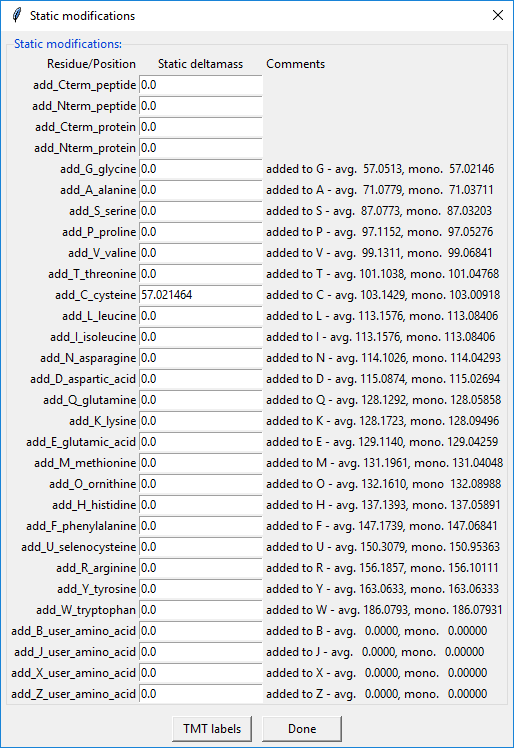 Static modifications
Static modifications:
Residue/Position Static deltamass Comments
add_Cterm_peptide 0.0
add_Nterm_peptide 0.0
add_Cterm_protein 0.0
add_Nterm_protein 0.0
add_G_glycine 0.0 added to G - avg. 57.0513, mono. 57.02146
add_A_alanine 0.0 added to A - avg. 71.0779, mono. 71.03711
add_S_serine 0.0 added to S - avg. 87.0773, mono. 87.03203
add_P_proline 0.0 added to P - avg. 97.1152, mono. 97.05276
add_V_valine 0.0 added to V - avg. 99.1311, mono. 99.06841
add_T_threonine 0.0 added to T - avg. 101.1038, mono. 101.04768
add_C_cysteine 57.021464 added to C - avg. 103.1429, mono. 103.00918
add_L_leucine 0.0 added to L - avg. 113.1576, mono. 113.08406
add_I_isoleucine 0.0 added to I - avg. 113.1576, mono. 113.08406
add_N_asparagine 0.0 added to N - avg. 114.1026, mono. 114.04293
add_D_aspartic_acid 0.0 added to D - avg. 115.0874, mono. 115.02694
add_Q_glutamine 0.0 added to Q - avg. 128.1292, mono. 128.05858
add_K_lysine 0.0 added to K - avg. 128.1723, mono. 128.09496
add_E_glutamic_acid 0.0 added to E - avg. 129.1140, mono. 129.04259
add_M_methionine 0.0 added to M - avg. 131.1961, mono. 131.04048
add_O_ornithine 0.0 added to O - avg. 132.1610, mono 132.08988
add_H_histidine 0.0 added to H - avg. 137.1393, mono. 137.05891
add_F_phenylalanine 0.0 added to F - avg. 147.1739, mono. 147.06841
add_U_selenocysteine 0.0 added to U - avg. 150.3079, mono. 150.95363
add_R_arginine 0.0 added to R - avg. 156.1857, mono. 156.10111
add_Y_tyrosine 0.0 added to Y - avg. 163.0633, mono. 163.06333
add_W_tryptophan 0.0 added to W - avg. 186.0793, mono. 186.07931
add_B_user_amino_acid 0.0 added to B - avg. 0.0000, mono. 0.00000
add_J_user_amino_acid 0.0 added to J - avg. 0.0000, mono. 0.00000
add_X_user_amino_acid 0.0 added to X - avg. 0.0000, mono. 0.00000
add_Z_user_amino_acid 0.0 added to Z - avg. 0.0000, mono. 0.00000
TMT labels Done